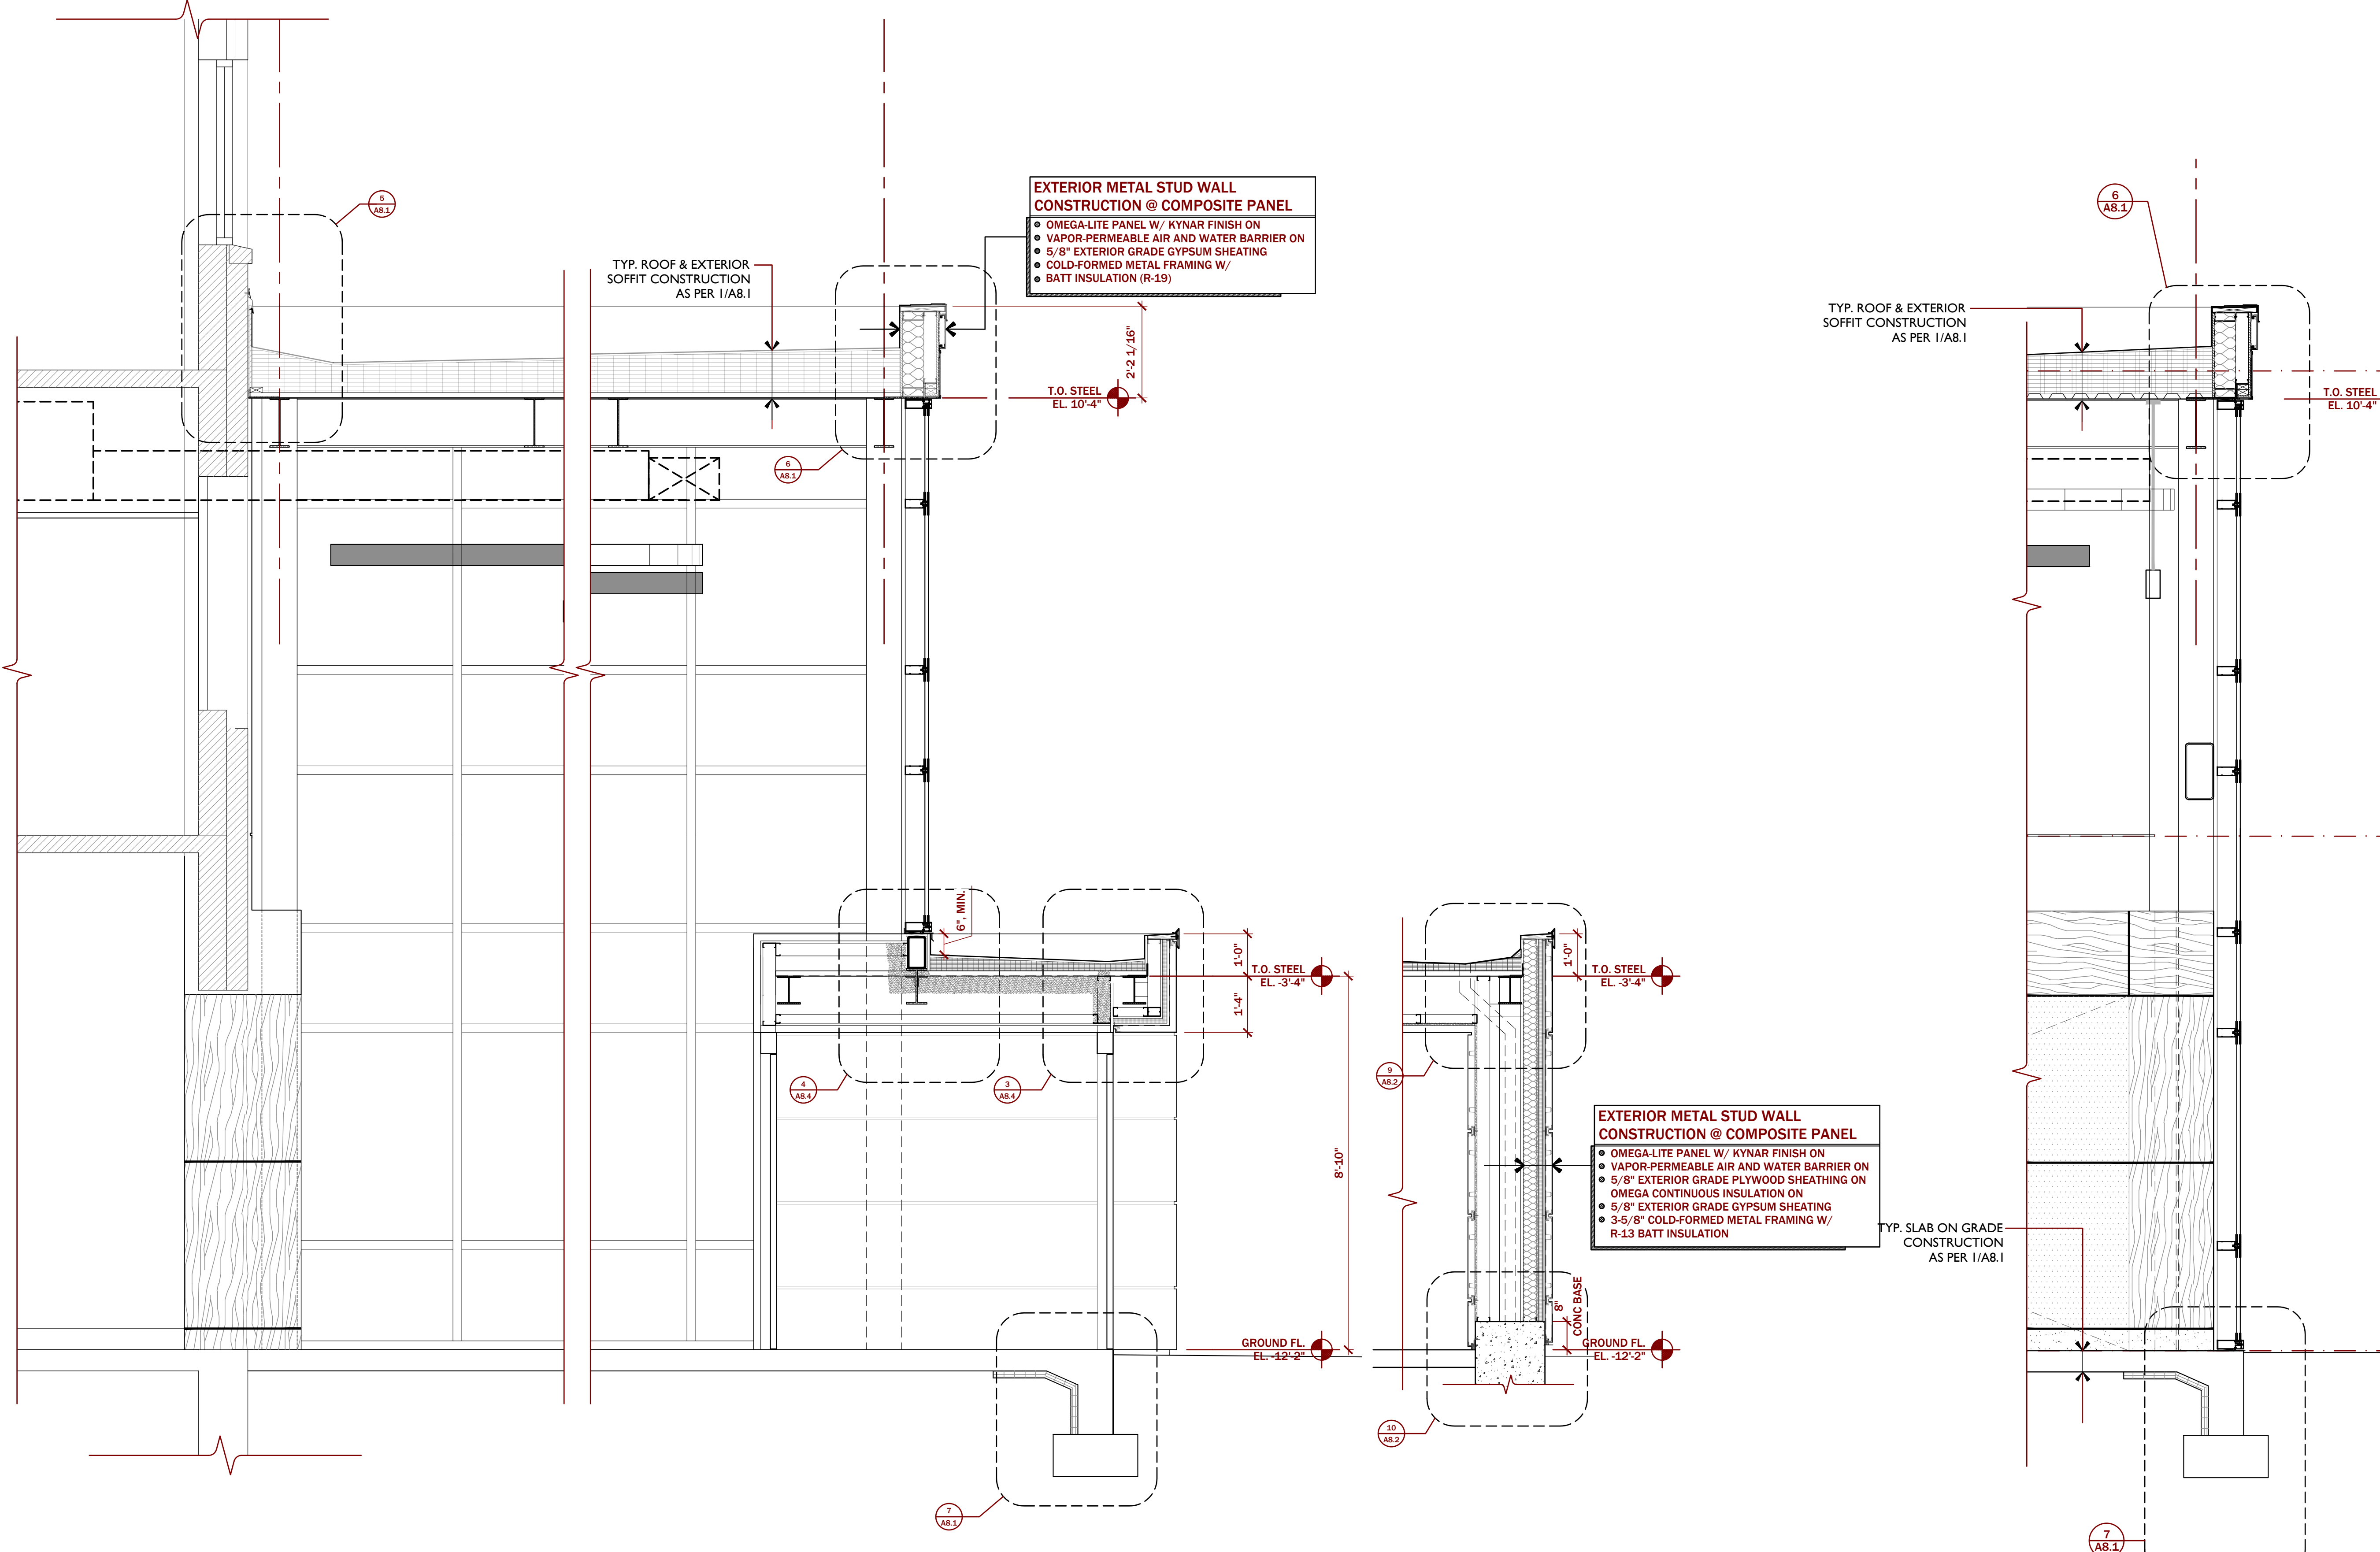 5
A8.1
TYP. ROOF & EXTERIOR
SOFFIT CONSTRUCTION
AS PER 1/A8.1
EXTERIOR METAL STUD WALL
CONSTRUCTION @ COMPOSITE PANEL
OMEGA-LITE PANEL W/ KYNAR FINISH ON
VAPOR-PERMEABLE AIR AND WATER BARRIER ON
5/8" EXTERIOR GRADE GYPSUM SHEATING
COLD-FORMED METAL FRAMING W/
BATT INSULATION (R-19)
2'-2 1/16"
T.O. STEEL
EL. 10'-4"
6
A8.1
6", MIN.
1'-0"
T.O. STEEL
EL. -3'-4"
1'-4"
4
A8.4
3
A8.4
8'-10"
GROUND FL.
EL. -12'-2"
7
A8.1
1'-0"
T.O. STEEL
EL. -3'-4"
9
A8.2
EXTERIOR METAL STUD WALL
CONSTRUCTION @ COMPOSITE PANEL
OMEGA-LITE PANEL W/ KYNAR FINISH ON
VAPOR-PERMEABLE AIR AND WATER BARRIER ON
5/8" EXTERIOR GRADE PLYWOOD SHEATHING ON
OMEGA CONTINUOUS INSULATION ON
5/8" EXTERIOR GRADE GYPSUM SHEATING
3-5/8" COLD-FORMED METAL FRAMING W/
R-13 BATT INSULATION
8"
CONC BASE
GROUND FL.
EL. -12'-2"
10
A8.2
6
A8.1
TYP. ROOF & EXTERIOR
SOFFIT CONSTRUCTION
AS PER 1/A8.1
T.O. STEEL
EL. 10'-4"
TYP. SLAB ON GRADE
CONSTRUCTION
AS PER 1/A8.1
7
A8.1